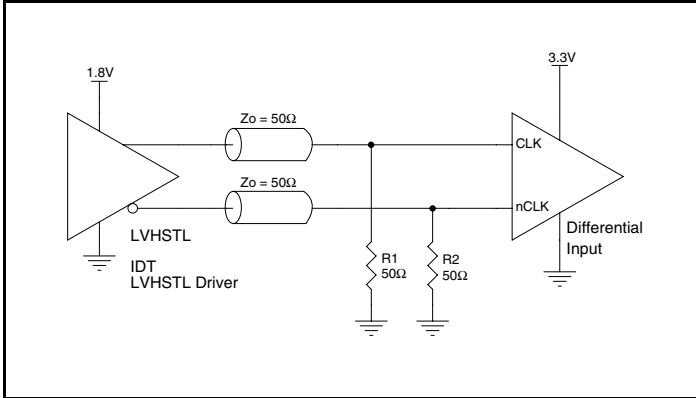 1.8V
3.3V
Zo = 50Ω
CLK
Zo = 50Ω
nCLK
LVHSTL
IDT
LVHSTL Driver
R1
50Ω
R2
50Ω
Differential
Input